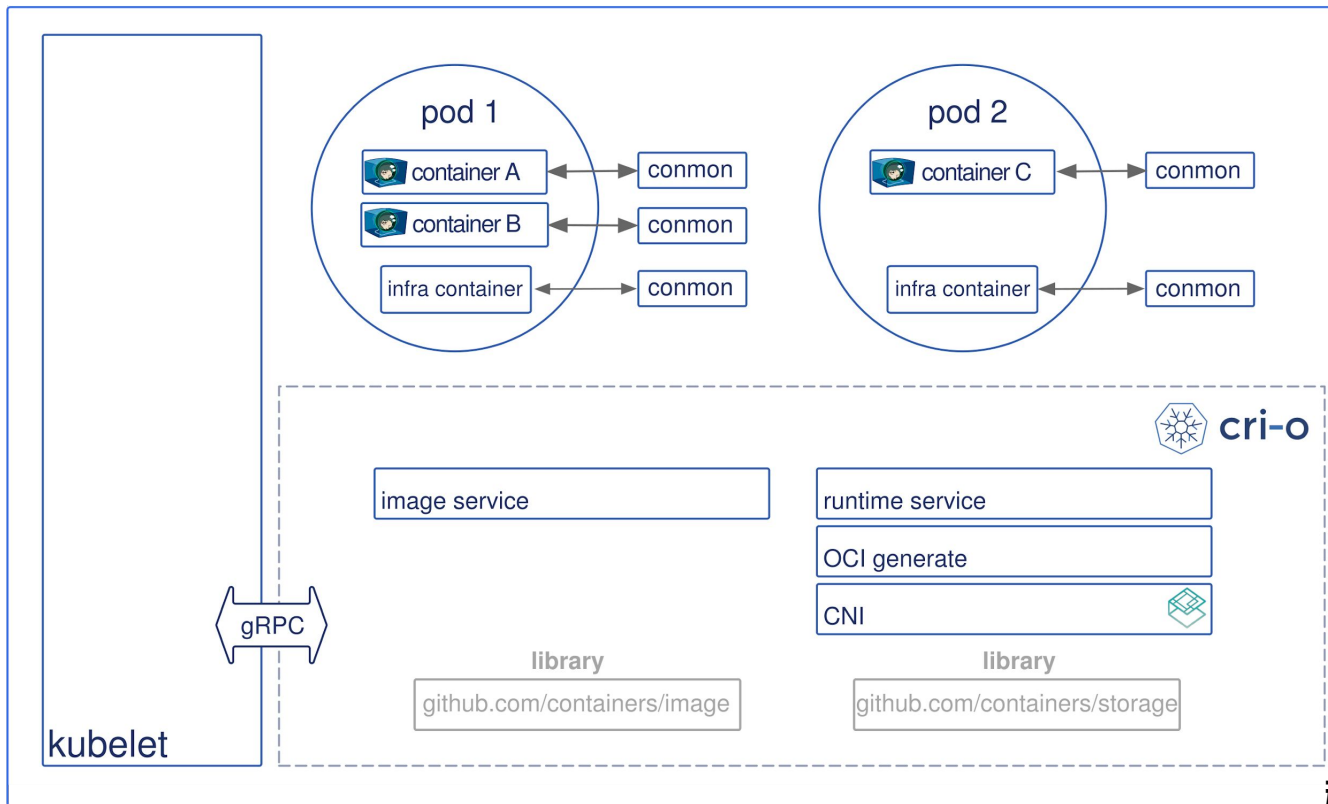 pod 1
container A
conmon
container B
conmon
infra container
conmon
pod 2
container C
conmon
infra container
conmon
cri-o
image service
runtime service
OCI generate
CNI
gRPC
library
github.com/containers/image
library
github.com/containers/storage
kubelet